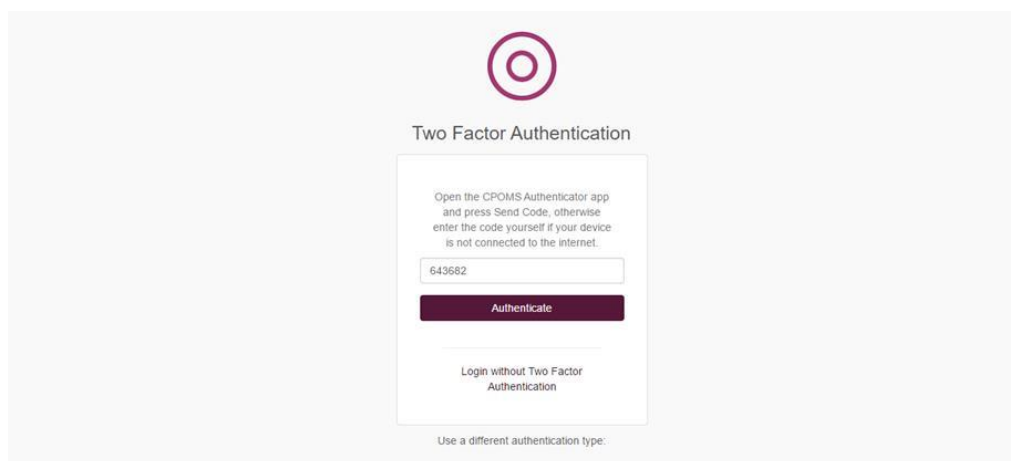 Two Factor Authentication
Open the CPOMS Authenticator app
and press Send Code, otherwise
enter the code yourself if your device
is not connected to the internet.
643682
Authenticate
Login without Two Factor
Authentication
Use a different authentication type: